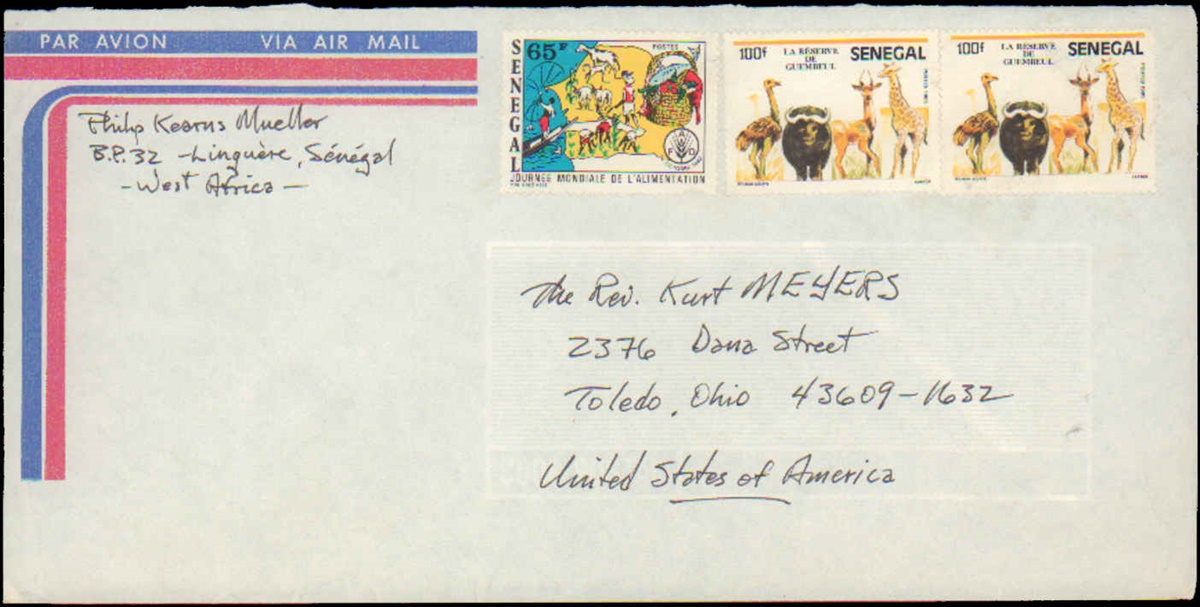 PAR AVION VIA AIR MAIL
Philip Kearns Mueller
B.P. 32 - Linguère, Sénégal
- West Africa -
SENEGAL
65F
POSTES
FAO
JOURNEE MONDIALE DE L'ALIMENTATION
100f
LA RÉSERVE
DE
GUEMBEUL
SENEGAL
100f
LA RÉSERVE
DE
GUEMBEUL
SENEGAL
The Rev. Kurt MEYERS
2376 Dana Street
Toledo, Ohio 43609-1632
United States of America